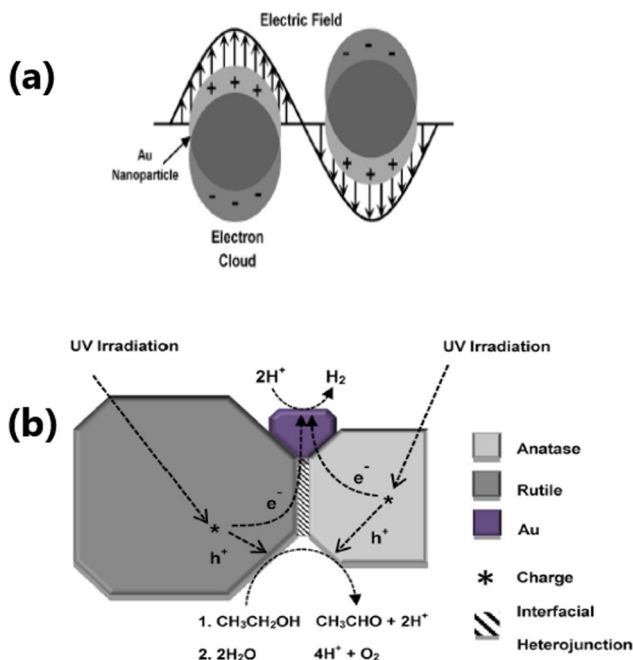 (a)
Electric Field
- - -
+ + +
Au
Nanoparticle
+ + +
- - -
Electron
Cloud
(b)
UV Irradiation
UV Irradiation
2H⁺ H₂
e⁻
e⁻
*
*
h⁺
h⁺
1. CH₃CH₂OH CH₃CHO + 2H⁺
2. 2H₂O 4H⁺ + O₂
Anatase
Rutile
Au
* Charge
Interfacial
Heterojunction